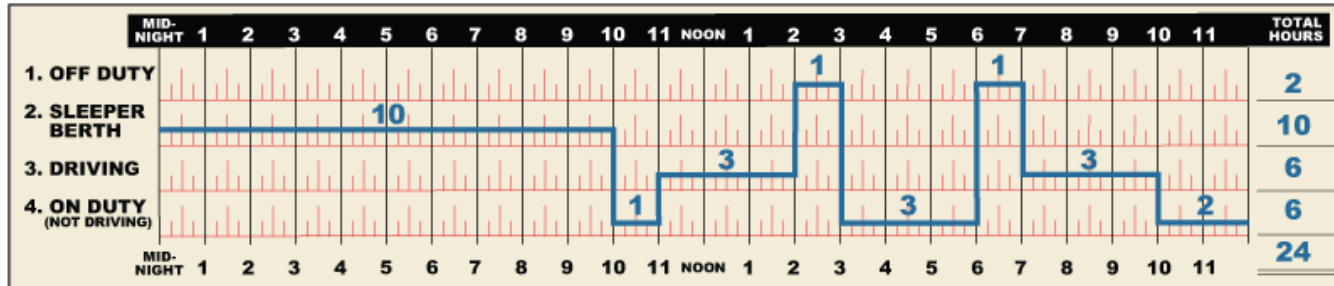 MID-NIGHT 1 2 3 4 5 6 7 8 9 10 11 NOON 1 2 3 4 5 6 7 8 9 10 11 TOTAL HOURS
1. OFF DUTY 1 1 2
2. SLEEPER BERTH 10 10
3. DRIVING 3 3 6
4. ON DUTY (NOT DRIVING) 1 3 2 6
MID-NIGHT 1 2 3 4 5 6 7 8 9 10 11 NOON 1 2 3 4 5 6 7 8 9 10 11 24